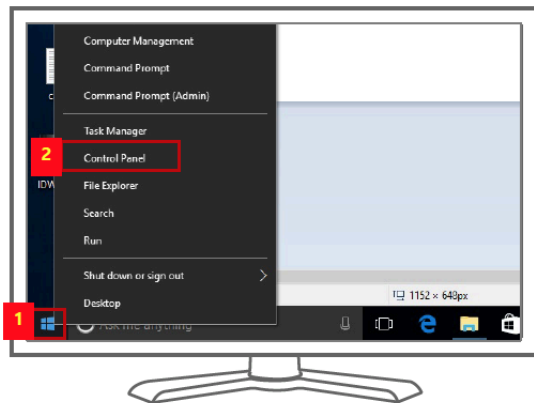 Computer Management
Command Prompt
Command Prompt (Admin)
Task Manager
2
Control Panel
File Explorer
IDW
Search
Run
Shut down or sign out
1152 × 648px
Desktop
1
Ask me anything